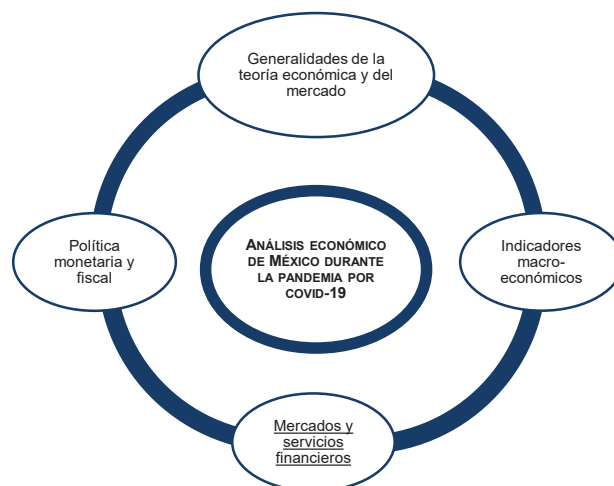 Generalidades de la
teoría económica y del
mercado
Política
monetaria y
fiscal
ANÁLISIS ECONÓMICO
DE MÉXICO DURANTE
LA PANDEMIA POR
COVID-19
Indicadores
macro-
económicos
Mercados y
servicios
financieros